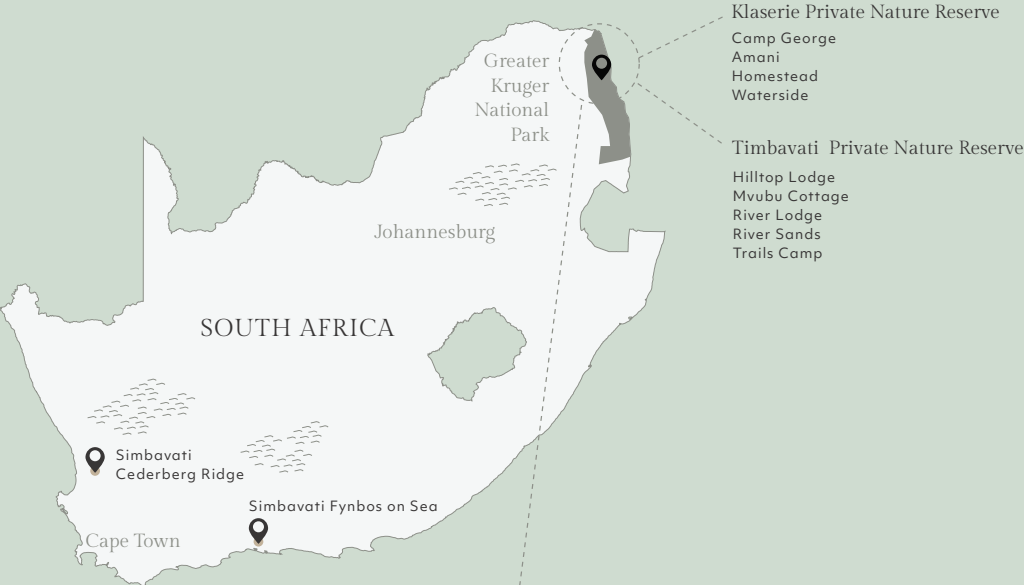 Klaserie Private Nature Reserve
Camp George
Amani
Homestead
Waterside
Greater
Kruger
National
Park
Timbavati  Private Nature Reserve
Hilltop Lodge
Mvubu Cottage
River Lodge
River Sands
Trails Camp
Johannesburg
SOUTH AFRICA
Simbavati
Cederberg Ridge
Simbavati Fynbos on Sea
Cape Town